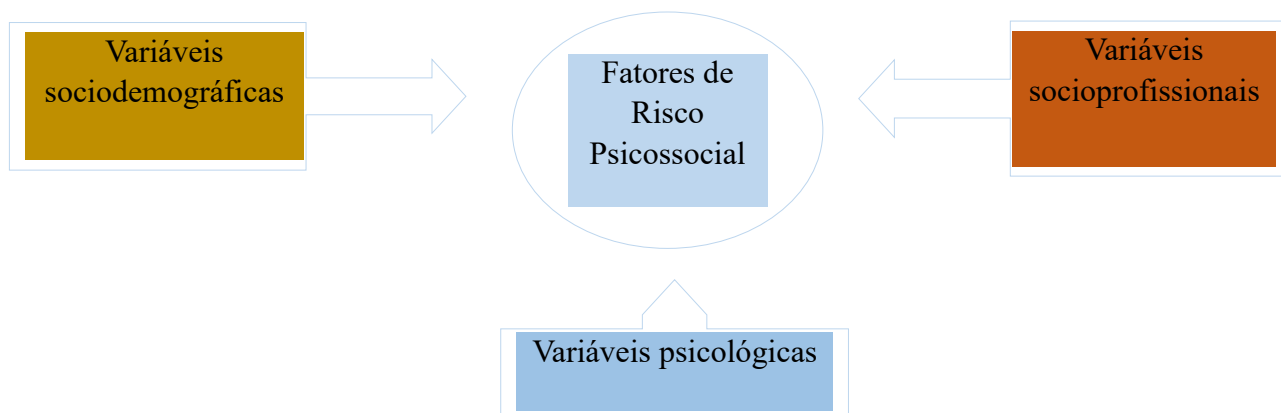 Variáveis
sociodemográficas
Fatores de
Risco
Psicossocial
Variáveis
socioprofissionais
Variáveis psicológicas